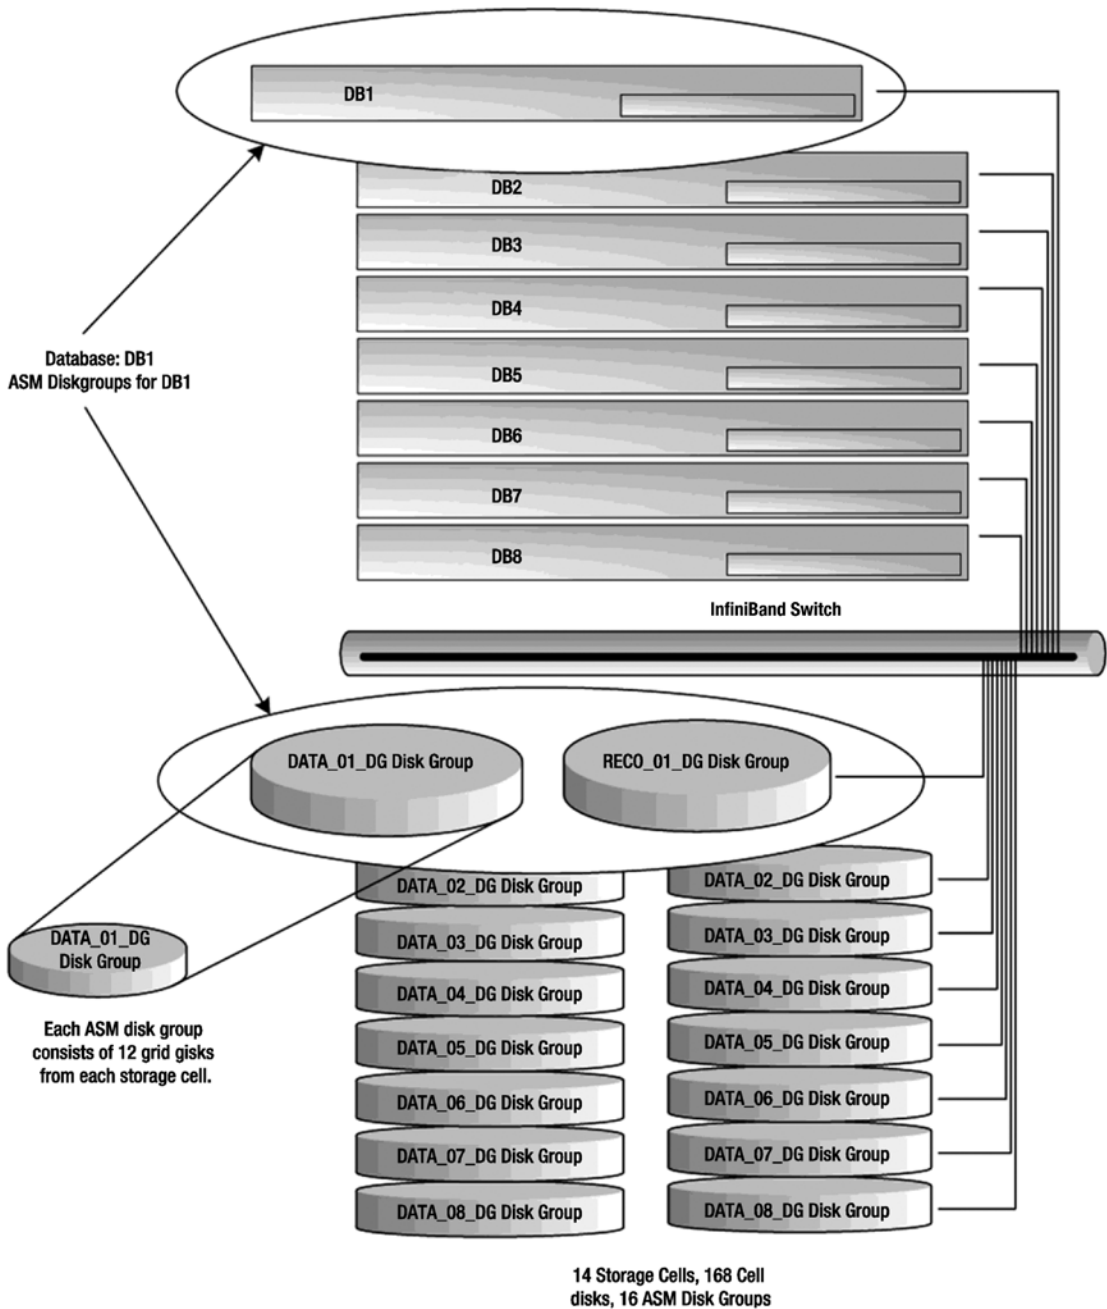 DB1
DB2
DB3
DB4
DB5
DB6
DB7
DB8
Database: DB1
ASM Diskgroups for DB1
InfiniBand Switch
DATA_01_DG Disk Group
RECO_01_DG Disk Group
DATA_02_DG Disk Group
DATA_02_DG Disk Group
DATA_03_DG Disk Group
DATA_03_DG Disk Group
DATA_04_DG Disk Group
DATA_04_DG Disk Group
DATA_05_DG Disk Group
DATA_05_DG Disk Group
DATA_06_DG Disk Group
DATA_06_DG Disk Group
DATA_07_DG Disk Group
DATA_07_DG Disk Group
DATA_08_DG Disk Group
DATA_08_DG Disk Group
DATA_01_DG
Disk Group
Each ASM disk group
consists of 12 grid gisks
from each storage cell.
14 Storage Cells, 168 Cell
disks, 16 ASM Disk Groups